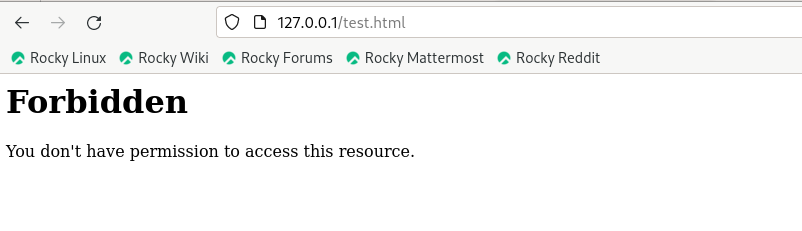 127.0.0.1/test.html
Rocky Linux Rocky Wiki Rocky Forums Rocky Mattermost Rocky Reddit
Forbidden
You don't have permission to access this resource.